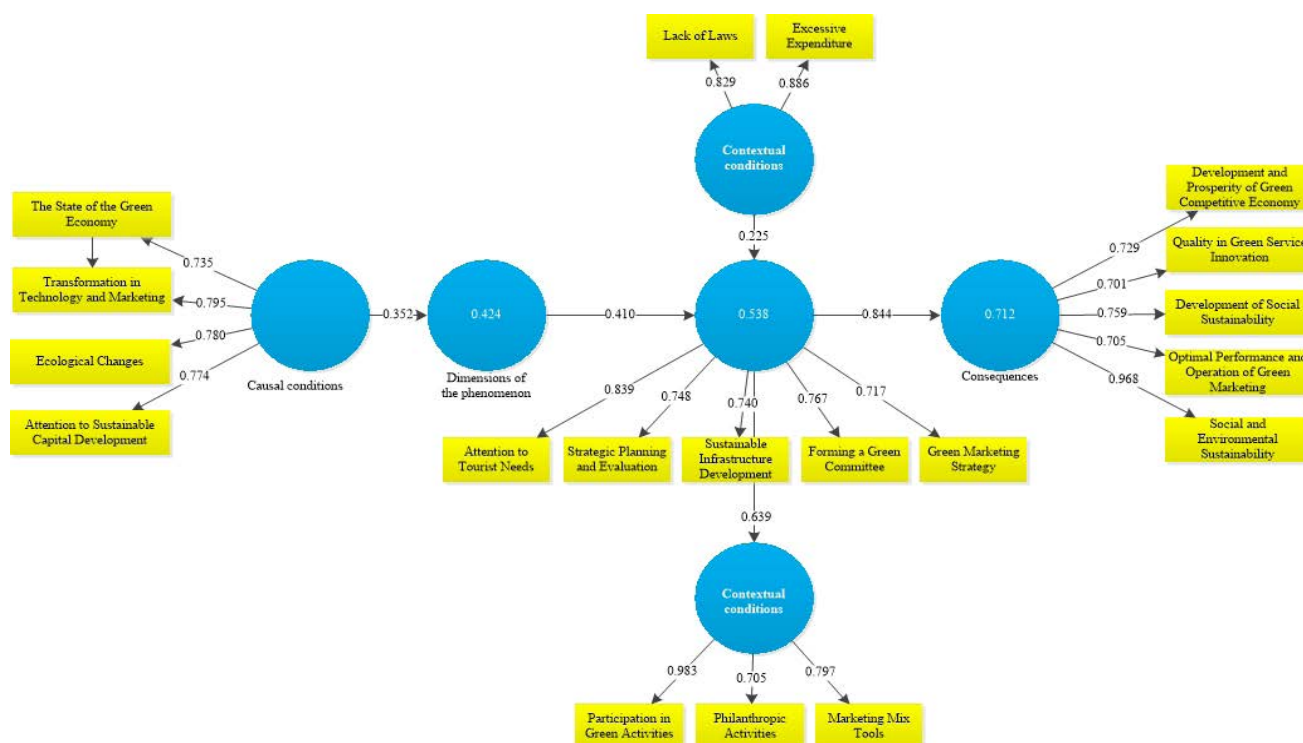 Lack of Laws
Excessive
Expenditure
0.829
0.886
Contextual
conditions
0.225
The State of the Green
Economy
Transformation in
Technology and Marketing
Ecological Changes
Attention to Sustainable
Capital Development
0.735
0.795
0.780
0.774
Causal conditions
0.352
0.424
Dimensions of
the phenomenon
0.410
0.538
0.844
0.712
Consequences
Development and
Prosperity of Green
Competitive Economy
Quality in Green Service
Innovation
Development of Social
Sustainability
Optimal Performance and
Operation of Green
Marketing
Social and
Environmental
Sustainability
0.729
0.701
0.759
0.705
0.968
0.839
0.748
0.740
0.767
0.717
Attention to
Tourist Needs
Strategic Planning
and Evaluation
Sustainable
Infrastructure
Development
Forming a Green
Committee
Green Marketing
Strategy
0.639
Contextual
conditions
0.983
0.705
0.797
Participation in
Green Activities
Philanthropic
Activities
Marketing Mix
Tools